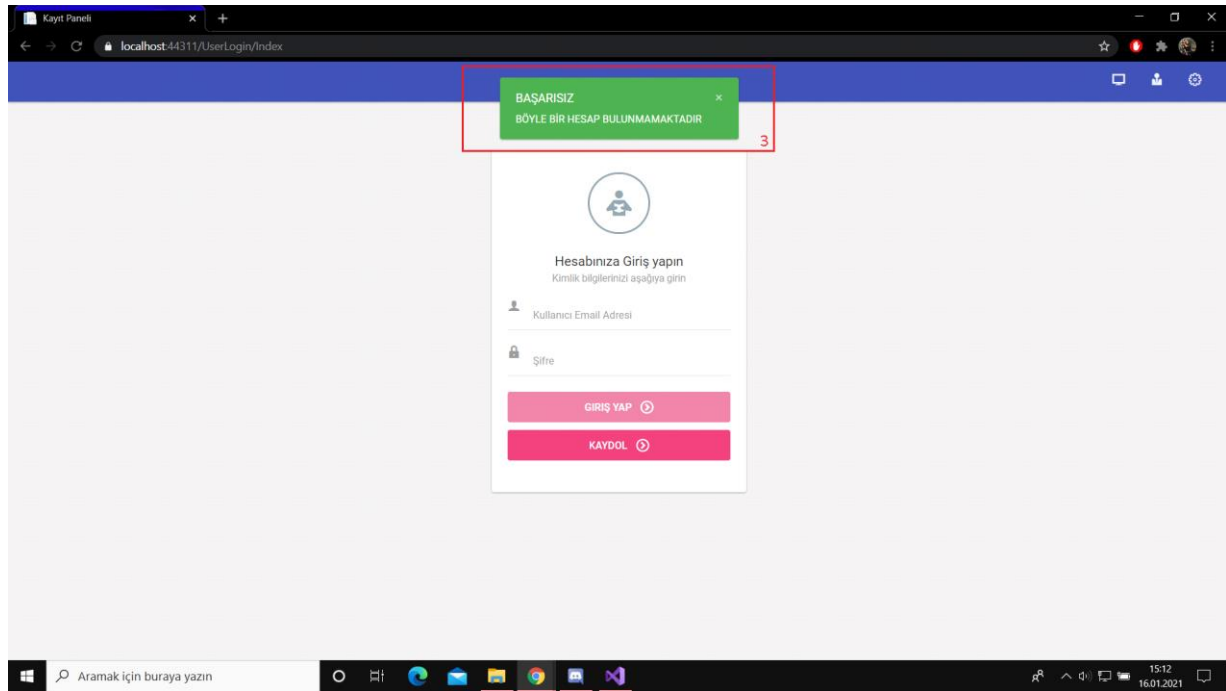 Kayıt Paneli
localhost:44311/UserLogin/Index
BAŞARISIZ
BÖYLE BİR HESAP BULUNMAMAKTADIR
3
Hesabınıza Giriş yapın
Kimlik bilgilerinizi aşağıya girin
Kullanıcı Email Adresi
Şifre
GIRIŞ YAP
KAYDOL
Aramak için buraya yazın
15:12
16.01.2021